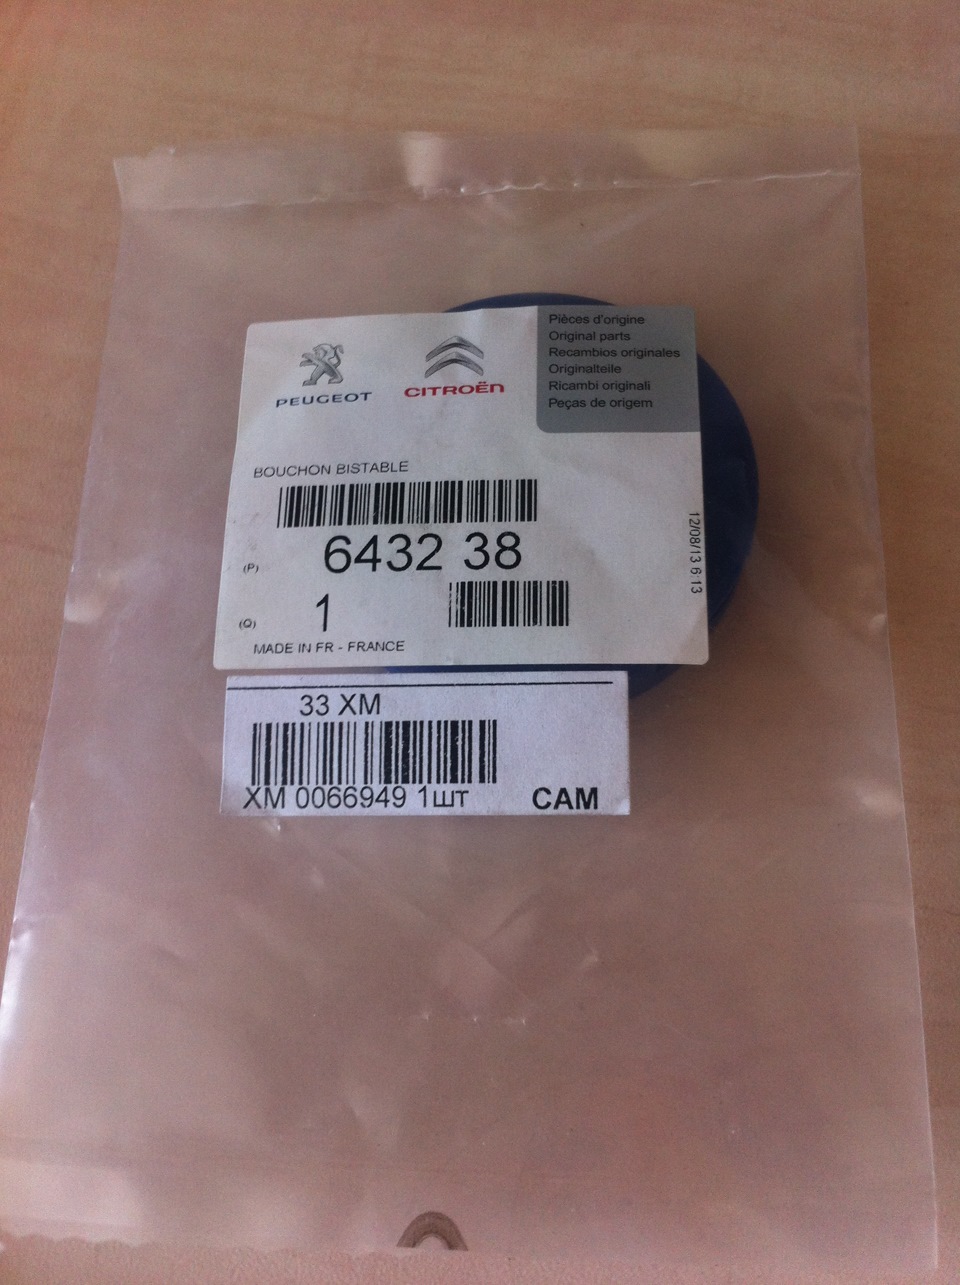 PEUGEOT
CITROËN
Pièces d'origine
Original parts
Recambios originales
Originalteile
Ricambi originali
Peças de origem
BOUCHON BISTABLE
(P) 6432 38
(Q) 1
MADE IN FR - FRANCE
12/08/13 6:13
33 XM
XM 0066949 1шт
CAM